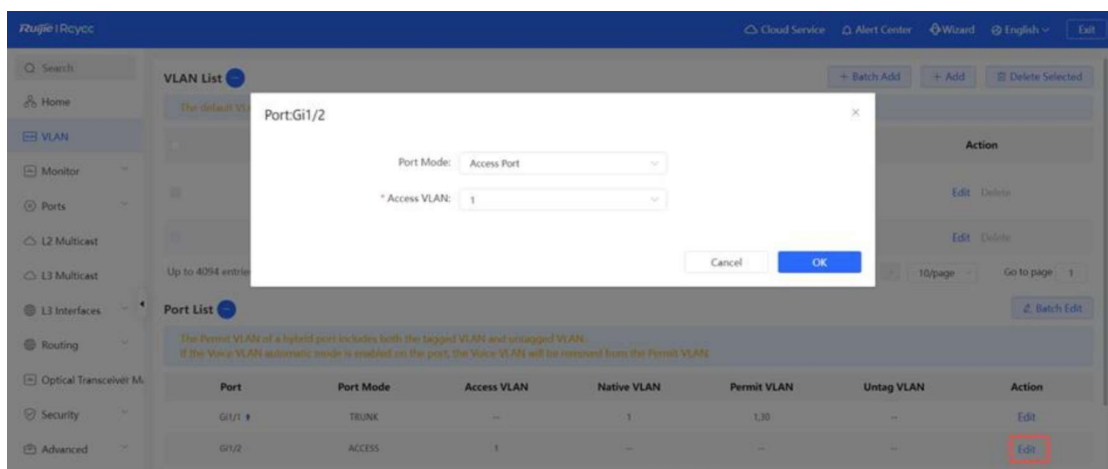 Ruijie | Rcycc
Cloud Service Alert Center Wizard English Exit
Search
Home
VLAN
Monitor
Ports
L2 Multicast
L3 Multicast
L3 Interfaces
Routing
Optical Transceiver M
Security
Advanced
VLAN List
+ Batch Add + Add Delete Selected
The default VL
Action
Edit Delete
Edit Delete
Up to 4094 entrie
10/page Go to page 1
Port:Gi1/2 ×
Port Mode: Access Port
* Access VLAN: 1
Cancel OK
Port List
Batch Edit
The Permit VLAN of a hybrid port includes both the tagged VLAN and untagged VLAN.
If the Voice VLAN automatic mode is enabled on the port, the Voice VLAN will be removed from the Permit VLAN.
Port Port Mode Access VLAN Native VLAN Permit VLAN Untag VLAN Action
Gi1/1 TRUNK -- 1 1,30 -- Edit
Gi1/2 ACCESS 1 -- -- -- Edit